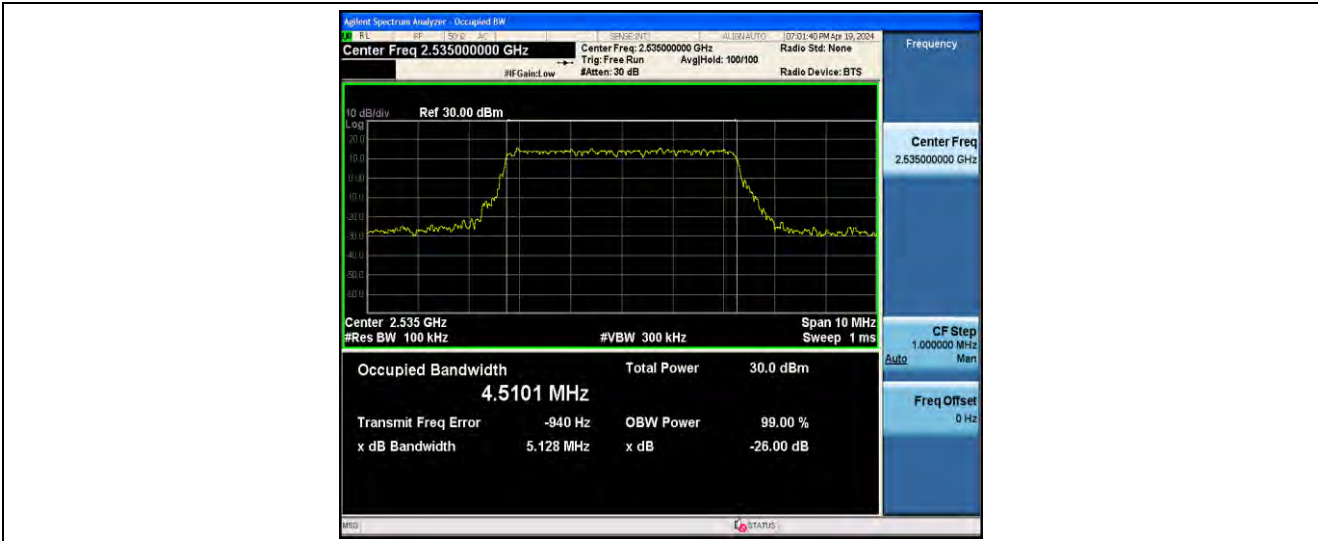 Agilent Spectrum Analyzer - Occupied BW
RL RF 50 Ω AC SENSE:INT ALIGN AUTO 07:01:40 PM Apr 19, 2024
Center Freq 2.535000000 GHz
Center Freq: 2.535000000 GHz
Radio Std: None
Trig: Free Run
Avg|Hold: 100/100
#IFGain:Low
#Atten: 30 dB
Radio Device: BTS
10 dB/div Ref 30.00 dBm
Log
20.0
10.0
0.00
-10.0
-20.0
-30.0
-40.0
-50.0
-60.0
Center 2.535 GHz
Span 10 MHz
#Res BW 100 kHz
#VBW 300 kHz
Sweep 1 ms
Occupied Bandwidth
Total Power 30.0 dBm
4.5101 MHz
Transmit Freq Error -940 Hz
OBW Power 99.00 %
x dB Bandwidth 5.128 MHz
x dB -26.00 dB
MSG
STATUS
Frequency
Center Freq
2.535000000 GHz
CF Step
1.000000 MHz
Auto Man
Freq Offset
0 Hz